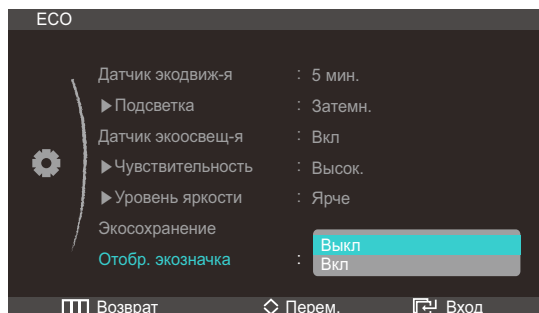 ECO
Датчик экодвиж-я : 5 мин.
▶Подсветка : Затемн.
Датчик экоосвещ-я : Вкл
▶Чувствительность : Высок.
▶Уровень яркости : Ярче
Экосохранение
Отобр. экозначка :
Выкл
Вкл
Возврат Перем. Вход